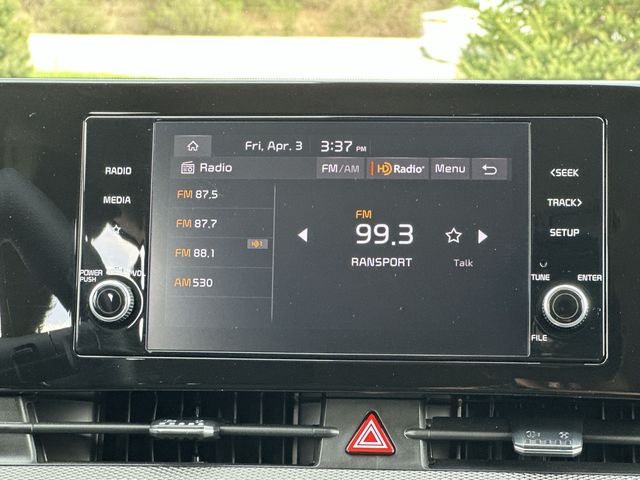 Fri, Apr. 3 3:37 PM
Radio FM/AM HD Radio Menu
FM 87.5
FM 87.7
FM 88.1 HD1
AM 530
FM
99.3
RANSPORT
Talk
RADIO
MEDIA
POWER VOL
PUSH
<SEEK
TRACK>
SETUP
TUNE ENTER
FILE